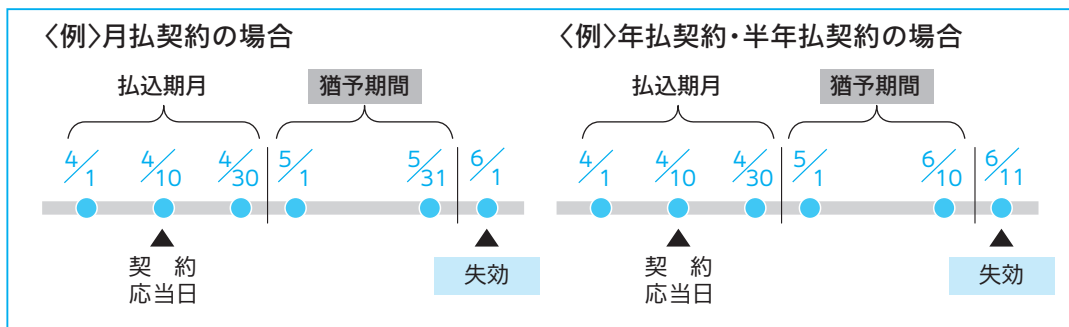 〈例〉月払契約の場合
払込期月 猶予期間
4/1 4/10 4/30 5/1 5/31 6/1
契約
応当日
失効
〈例〉年払契約・半年払契約の場合
払込期月 猶予期間
4/1 4/10 4/30 5/1 6/10 6/11
契約
応当日
失効